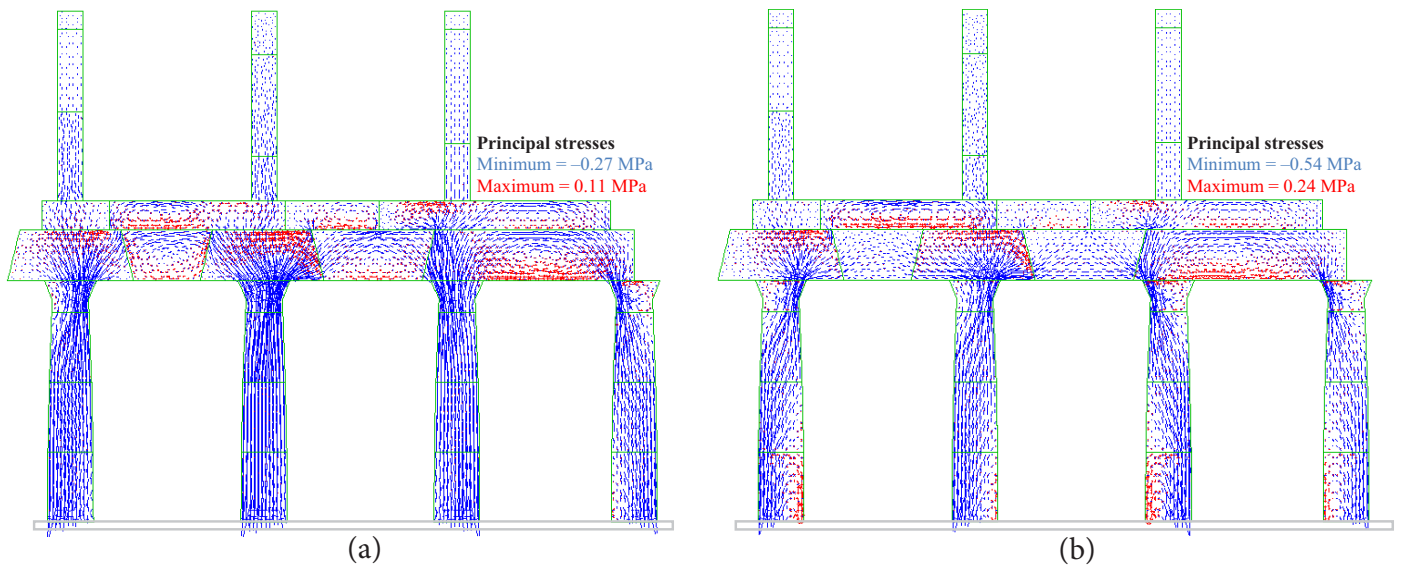 Principal stresses
Minimum = –0.27 MPa
Maximum = 0.11 MPa
(a)
Principal stresses
Minimum = –0.54 MPa
Maximum = 0.24 MPa
(b)